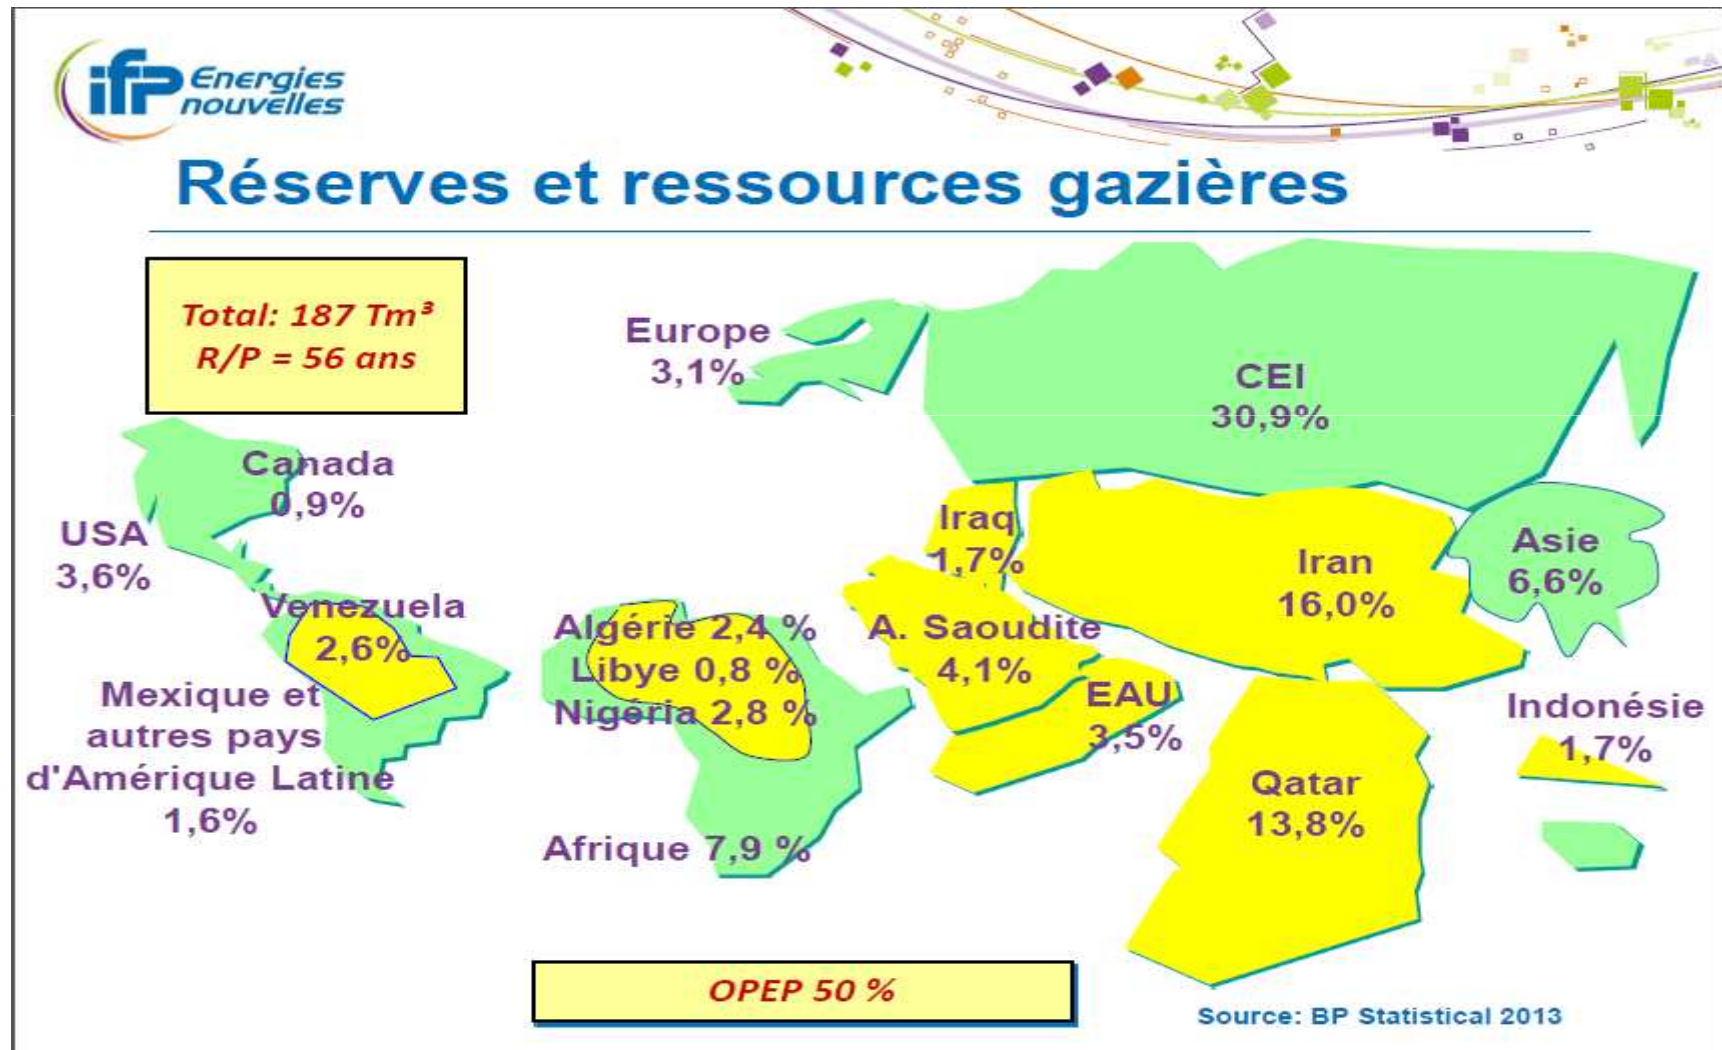 ifp Energies
nouvelles
Réserves et ressources gazières
Total: 187 Tm³
R/P = 56 ans
Europe
3,1%
CEI
30,9%
Canada
0,9%
USA
3,6%
Iraq
1,7%
Iran
16,0%
Asie
6,6%
Venezuela
2,6%
Algérie 2,4 %
Libye 0,8 %
Nigéria 2,8 %
A. Saoudite
4,1%
EAU
3,5%
Mexique et
autres pays
d'Amérique Latine
1,6%
Indonésie
1,7%
Qatar
13,8%
Afrique 7,9 %
OPEP 50 %
Source: BP Statistical 2013